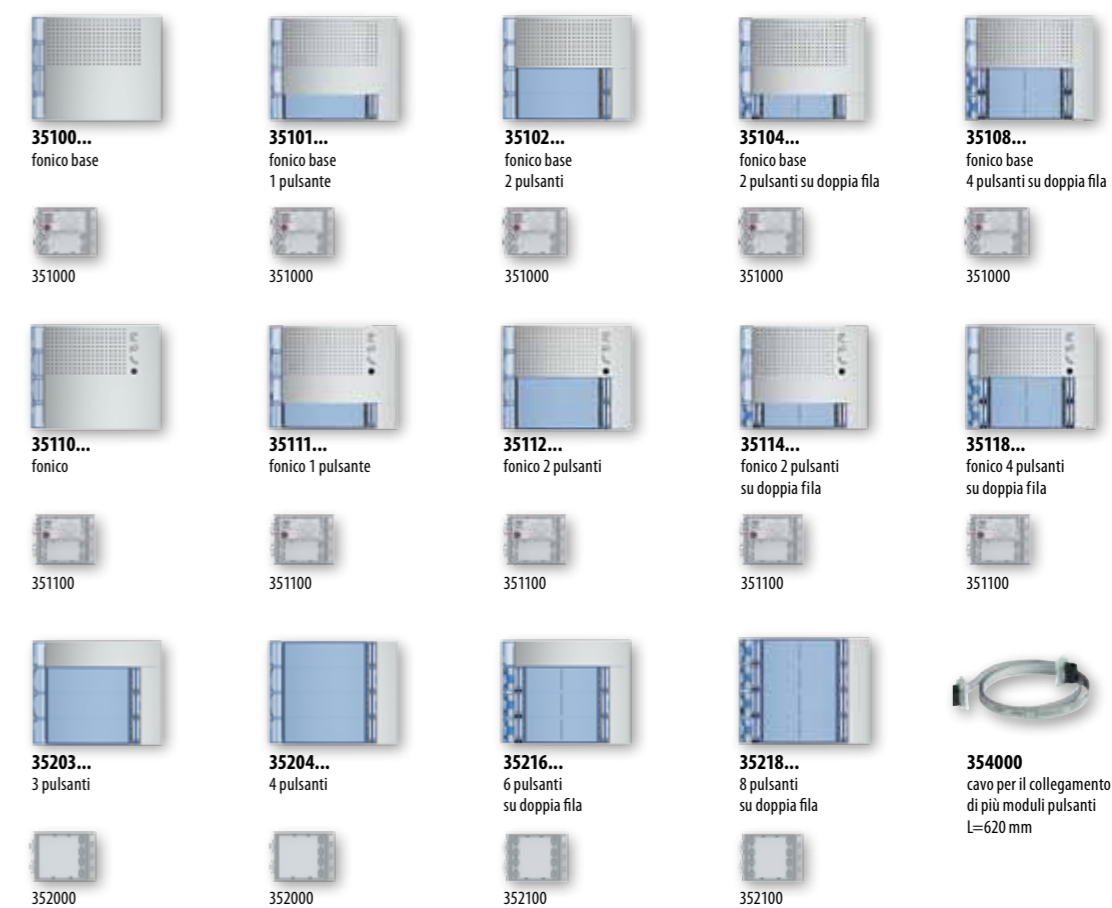 35100...
fonico base
35101...
fonico base
1 pulsante
35102...
fonico base
2 pulsanti
35104...
fonico base
2 pulsanti su doppia fila
35108...
fonico base
4 pulsanti su doppia fila
351000
351000
351000
351000
351000
35110...
fonico
35111...
fonico 1 pulsante
35112...
fonico 2 pulsanti
35114...
fonico 2 pulsanti
su doppia fila
35118...
fonico 4 pulsanti
su doppia fila
351100
351100
351100
351100
351100
35203...
3 pulsanti
35204...
4 pulsanti
35216...
6 pulsanti
su doppia fila
35218...
8 pulsanti
su doppia fila
354000
cavo per il collegamento
di più moduli pulsanti
L=620 mm
352000
352000
352100
352100